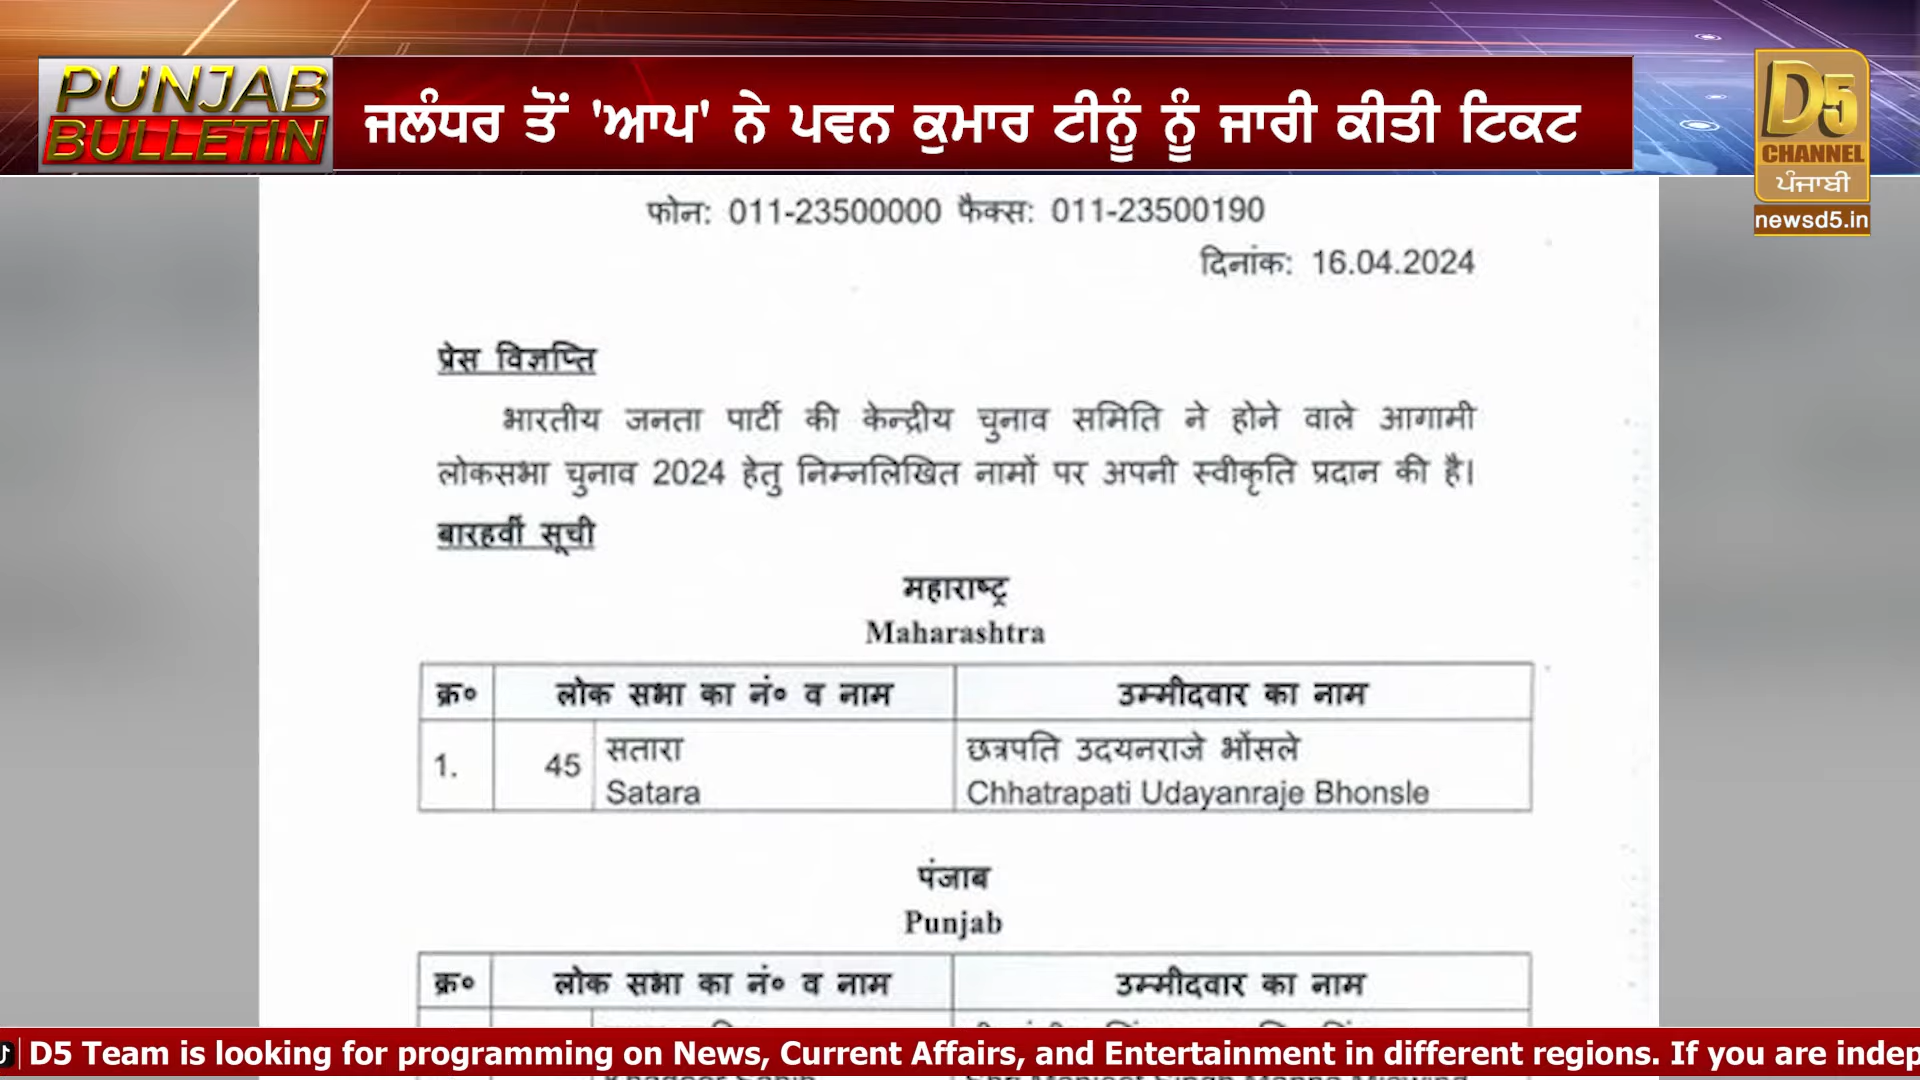 PUNJAB
BULLETIN
ਜਲੰਧਰ ਤੋਂ 'ਆਪ' ਨੇ ਪਵਨ ਕੁਮਾਰ ਟੀਨੂੰ ਨੂੰ ਜਾਰੀ ਕੀਤੀ ਟਿਕਟ
D5
CHANNEL
ਪੰਜਾਬੀ
newsd5.in
फोन: 011-23500000 फैक्स: 011-23500190
दिनांक: 16.04.2024
प्रेस विज्ञप्ति
भारतीय जनता पार्टी की केन्द्रीय चुनाव समिति ने होने वाले आगामी
लोकसभा चुनाव 2024 हेतु निम्नलिखित नामों पर अपनी स्वीकृति प्रदान की है।
बारहवीं सूची
महाराष्ट्र
Maharashtra
क्र० लोक सभा का नं० व नाम उम्मीदवार का नाम
1. 45 सतारा छत्रपति उदयनराजे भोंसले
Satara Chhatrapati Udayanraje Bhonsle
पंजाब
Punjab
क्र० लोक सभा का नं० व नाम उम्मीदवार का नाम
D5 Team is looking for programming on News, Current Affairs, and Entertainment in different regions. If you are indep